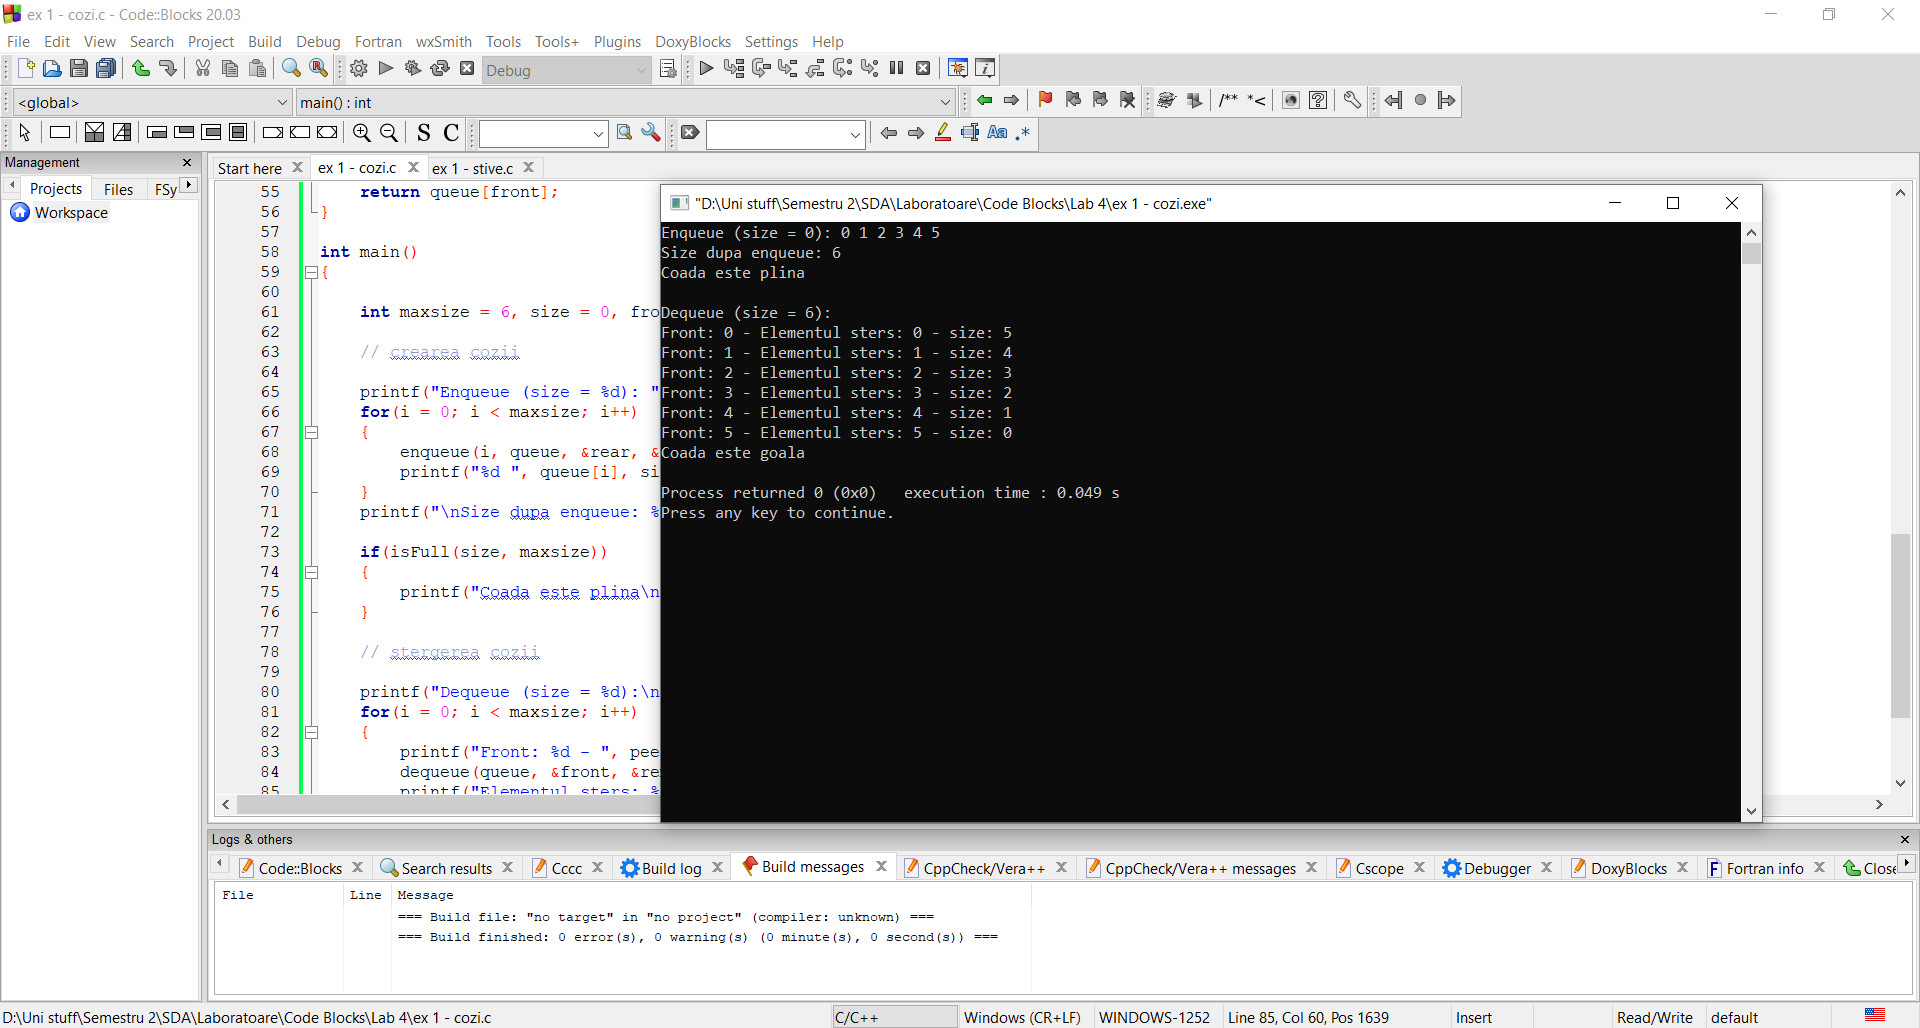 ex 1 - cozi.c - Code::Blocks 20.03
File Edit View Search Project Build Debug Fortran wxSmith Tools Tools+ Plugins DoxyBlocks Settings Help
Debug
<global> main() : int
/** *<
S C
Aa .*
Management
Projects Files FSy
Workspace
Start here ex 1 - cozi.c ex 1 - stive.c
55 return queue[front];
56 }
57
58 int main()
59 {
60
61 int maxsize = 6, size = 0, fro
62
63 // crearea cozii
64
65 printf("Enqueue (size = %d): "
66 for(i = 0; i < maxsize; i++)
67 {
68 enqueue(i, queue, &rear, &
69 printf("%d ", queue[i], si
70 }
71 printf("\nSize dupa enqueue: %
72
73 if(isFull(size, maxsize))
74 {
75 printf("Coada este plina\n
76 }
77
78 // stergerea cozii
79
80 printf("Dequeue (size = %d):\n
81 for(i = 0; i < maxsize; i++)
82 {
83 printf("Front: %d - ", pee
84 dequeue(queue, &front, &re
85 printf("Elementul sters: %
"D:\Uni stuff\Semestru 2\SDA\Laboratoare\Code Blocks\Lab 4\ex 1 - cozi.exe"
Enqueue (size = 0): 0 1 2 3 4 5
Size dupa enqueue: 6
Coada este plina
Dequeue (size = 6):
Front: 0 - Elementul sters: 0 - size: 5
Front: 1 - Elementul sters: 1 - size: 4
Front: 2 - Elementul sters: 2 - size: 3
Front: 3 - Elementul sters: 3 - size: 2
Front: 4 - Elementul sters: 4 - size: 1
Front: 5 - Elementul sters: 5 - size: 0
Coada este goala
Process returned 0 (0x0)   execution time : 0.049 s
Press any key to continue.
Logs & others
Code::Blocks Search results Cccc Build log Build messages CppCheck/Vera++ CppCheck/Vera++ messages Cscope Debugger DoxyBlocks Fortran info Close
File Line Message
=== Build file: "no target" in "no project" (compiler: unknown) ===
=== Build finished: 0 error(s), 0 warning(s) (0 minute(s), 0 second(s)) ===
D:\Uni stuff\Semestru 2\SDA\Laboratoare\Code Blocks\Lab 4\ex 1 - cozi.c C/C++ Windows (CR+LF) WINDOWS-1252 Line 85, Col 60, Pos 1639 Insert Read/Write default